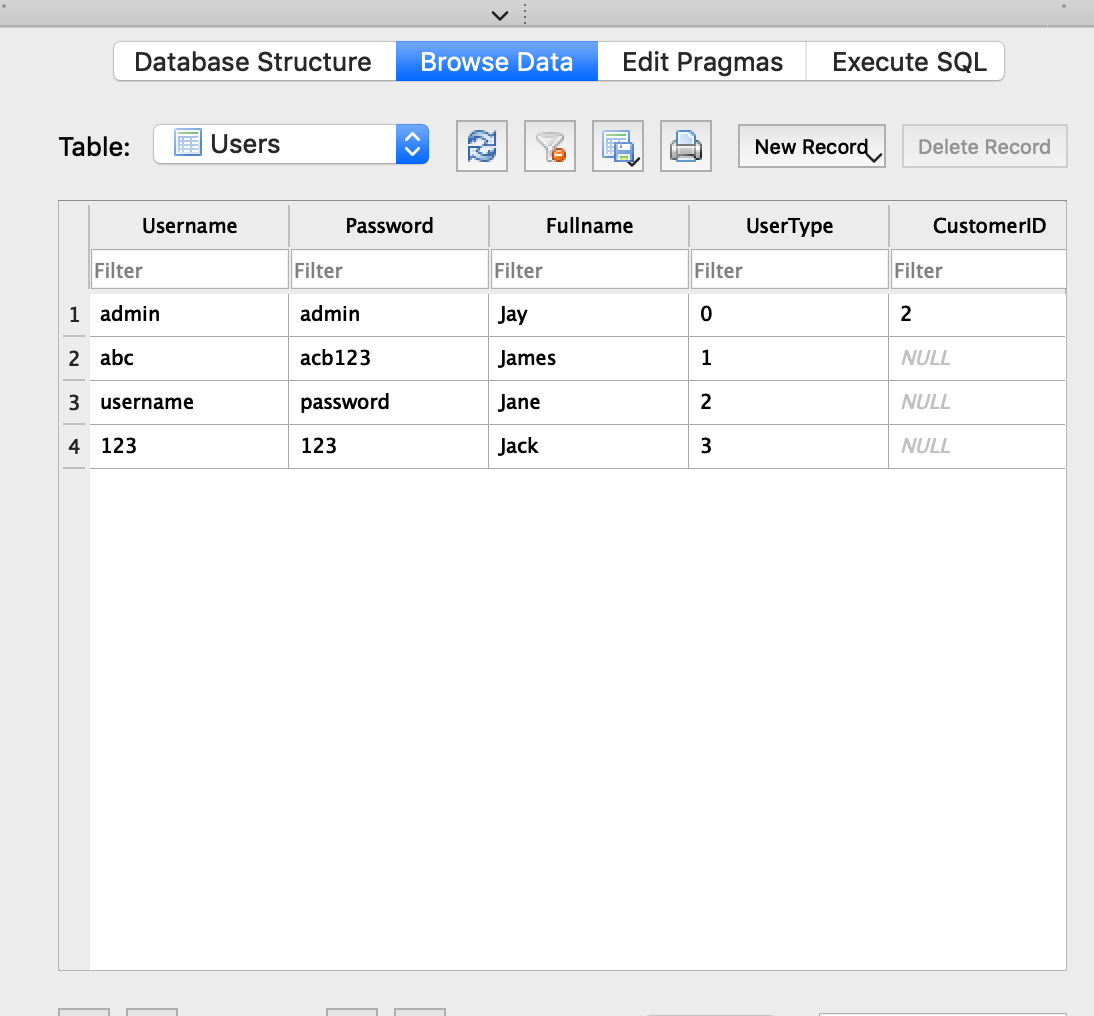 Database Structure Browse Data Edit Pragmas Execute SQL
Table: Users New Record Delete Record
Username Password Fullname UserType CustomerID
Filter Filter Filter Filter Filter
1 admin admin Jay 0 2
2 abc acb123 James 1 NULL
3 username password Jane 2 NULL
4 123 123 Jack 3 NULL